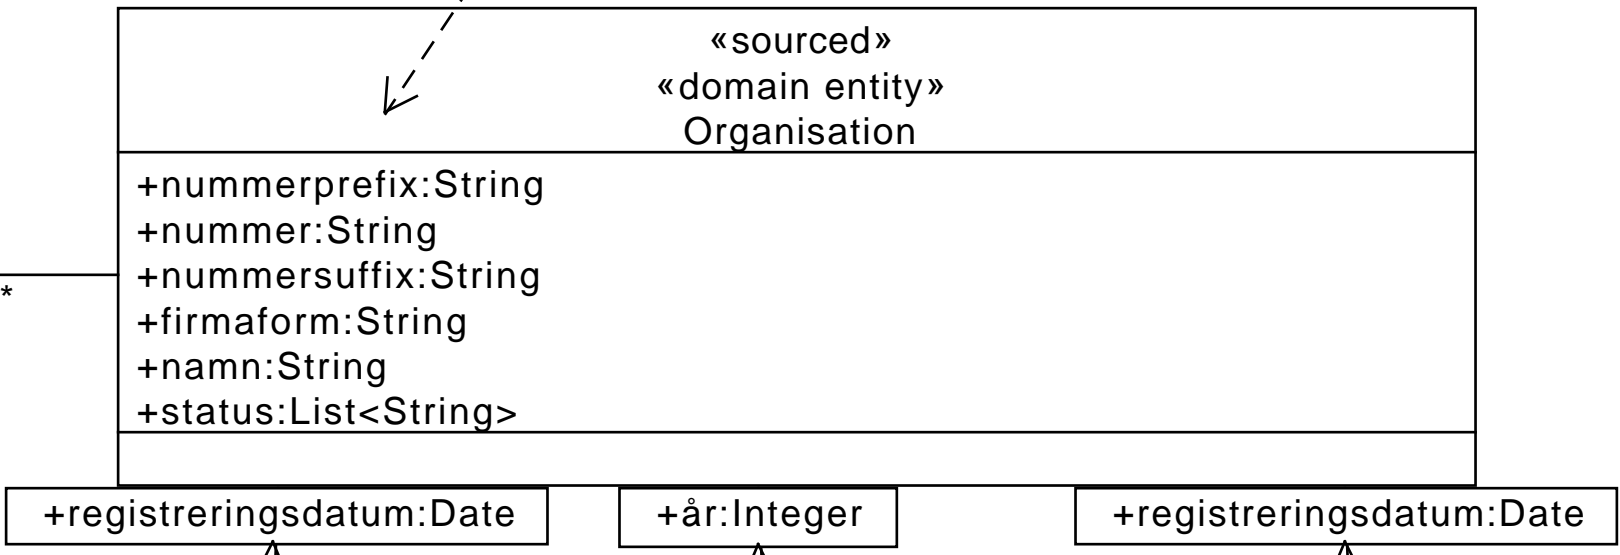 «sourced»
«domain entity»
Organisation
+nummerprefix:String
+nummer:String
+nummersuffix:String
*
+firmaform:String
+namn:String
+status:List<String>
+registreringsdatum:Date
+år:Integer
+registreringsdatum:Date